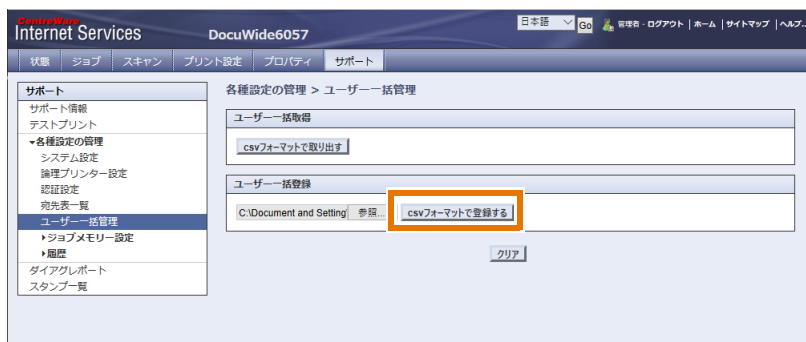 CentreWare
Internet Services
DocuWide6057
日本語 Go 管理者 - ログアウト | ホーム | サイトマップ | ヘルプ...
状態 ジョブ スキャン プリント設定 プロパティ サポート
サポート
サポート情報
テストプリント
▾各種設定の管理
システム設定
論理プリンター設定
認証設定
宛先表一覧
ユーザー一括管理
▸ジョブメモリー設定
▸履歴
ダイアグレポート
スタンプ一覧
各種設定の管理 > ユーザー一括管理
ユーザー一括取得
csvフォーマットで取り出す
ユーザー一括登録
C:\Document and Setting 参照... csvフォーマットで登録する
クリア